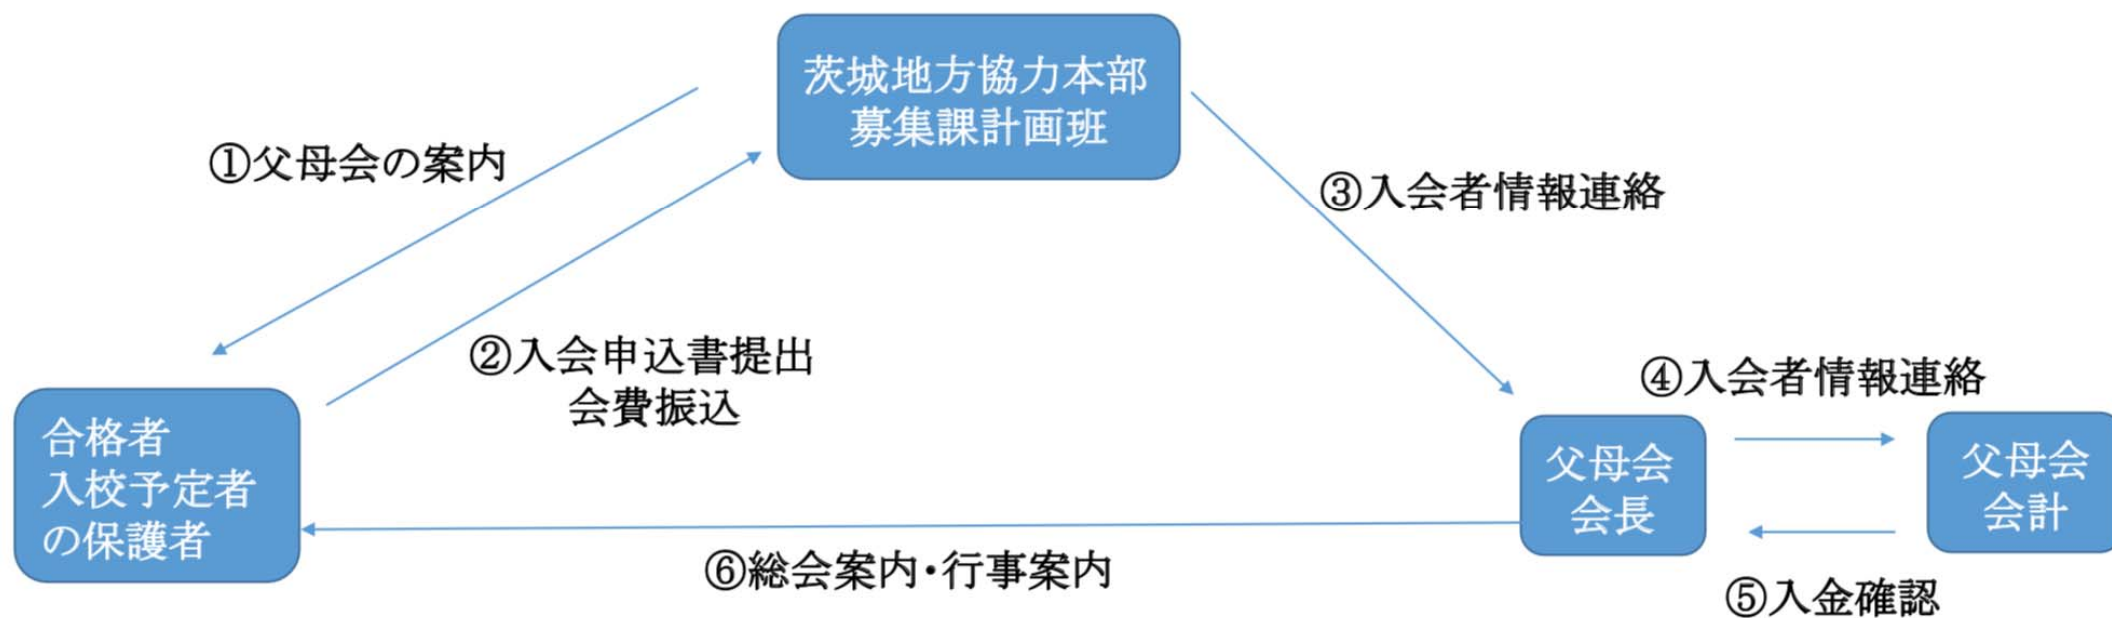 茨城地方協力本部
募集課計画班
①父母会の案内
③入会者情報連絡
②入会申込書提出
会費振込
④入会者情報連絡
合格者
入校予定者
の保護者
父母会
会長
父母会
会計
⑥総会案内・行事案内
⑤入金確認